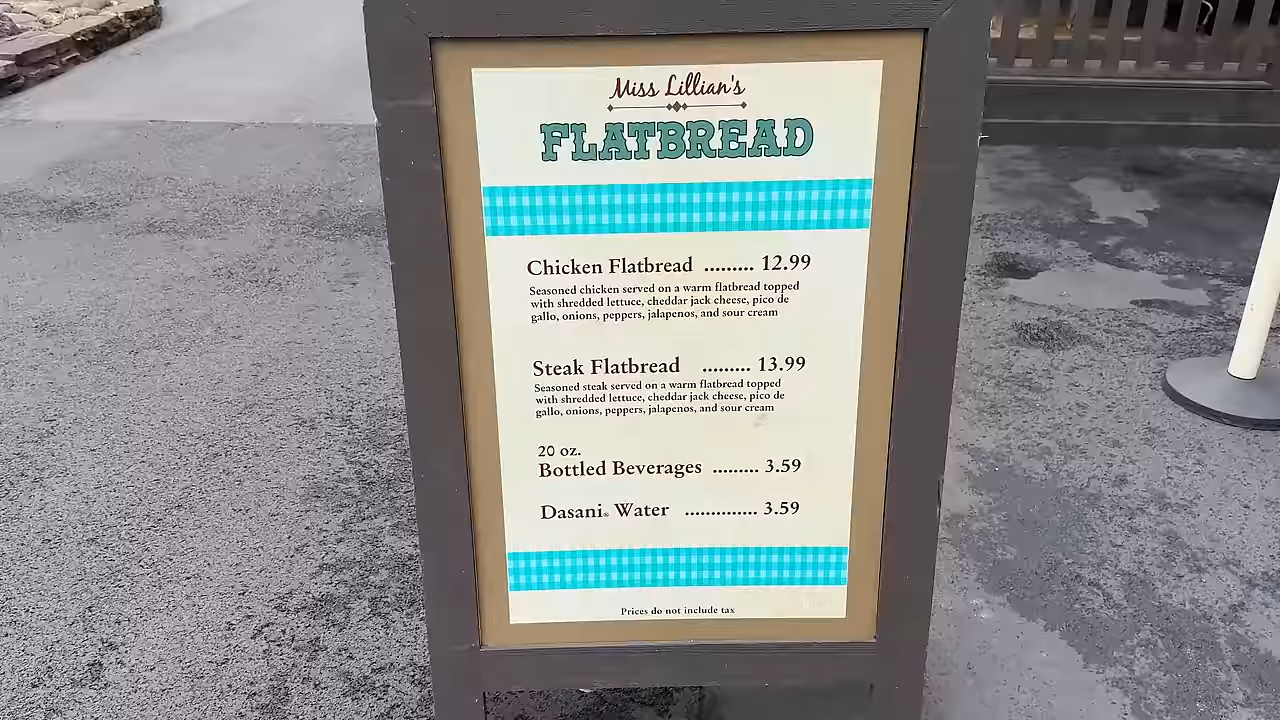 Miss Lillian's
FLATBREAD
Chicken Flatbread ......... 12.99
Seasoned chicken served on a warm flatbread topped
with shredded lettuce, cheddar jack cheese, pico de
gallo, onions, peppers, jalapenos, and sour cream
Steak Flatbread ......... 13.99
Seasoned steak served on a warm flatbread topped
with shredded lettuce, cheddar jack cheese, pico de
gallo, onions, peppers, jalapenos, and sour cream
20 oz.
Bottled Beverages ......... 3.59
Dasani® Water .............. 3.59
Prices do not include tax